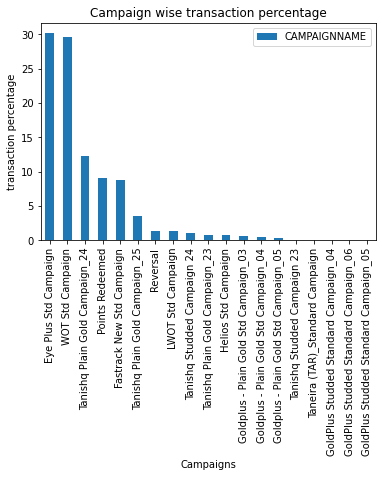 Campaign wise transaction percentage
CAMPAIGNNAME
transaction percentage
30
25
20
15
10
5
0
Eye Plus Std Campaign
WOT Std Campaign
Tanishq Plain Gold Campaign_24
Points Redeemed
Fastrack New Std Campaign
Tanishq Plain Gold Campaign_25
Reversal
LWOT Std Campaign
Tanishq Studded Campaign 24
Tanishq Plain Gold Campaign_23
Helios Std Campaign
Goldplus - Plain Gold Std Campaign_03
Goldplus - Plain Gold Std Campaign_04
Goldplus - Plain Gold Std Campaign_05
Tanishq Studded Campaign 23
Taneira (TAR)_Standard Campaign
GoldPlus Studded Standard Campaign_04
GoldPlus Studded Standard Campaign_06
GoldPlus Studded Standard Campaign_05
Campaigns